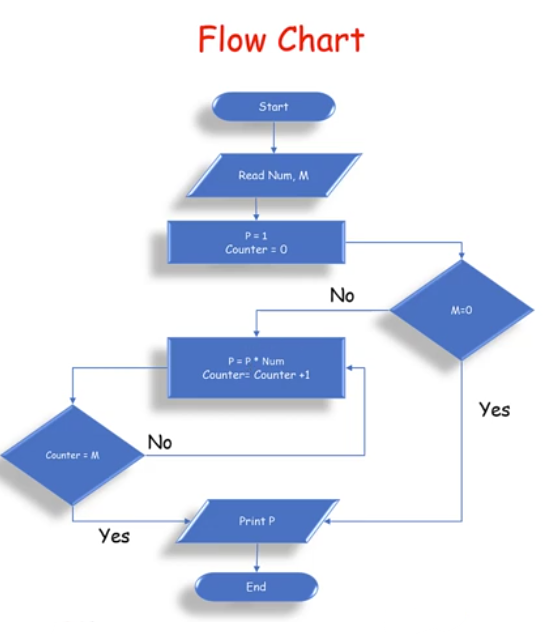 Flow Chart
Start
Read Num, M
P = 1
Counter = 0
M=0
No
Yes
P = P * Num
Counter= Counter +1
Counter = M
No
Yes
Print P
End